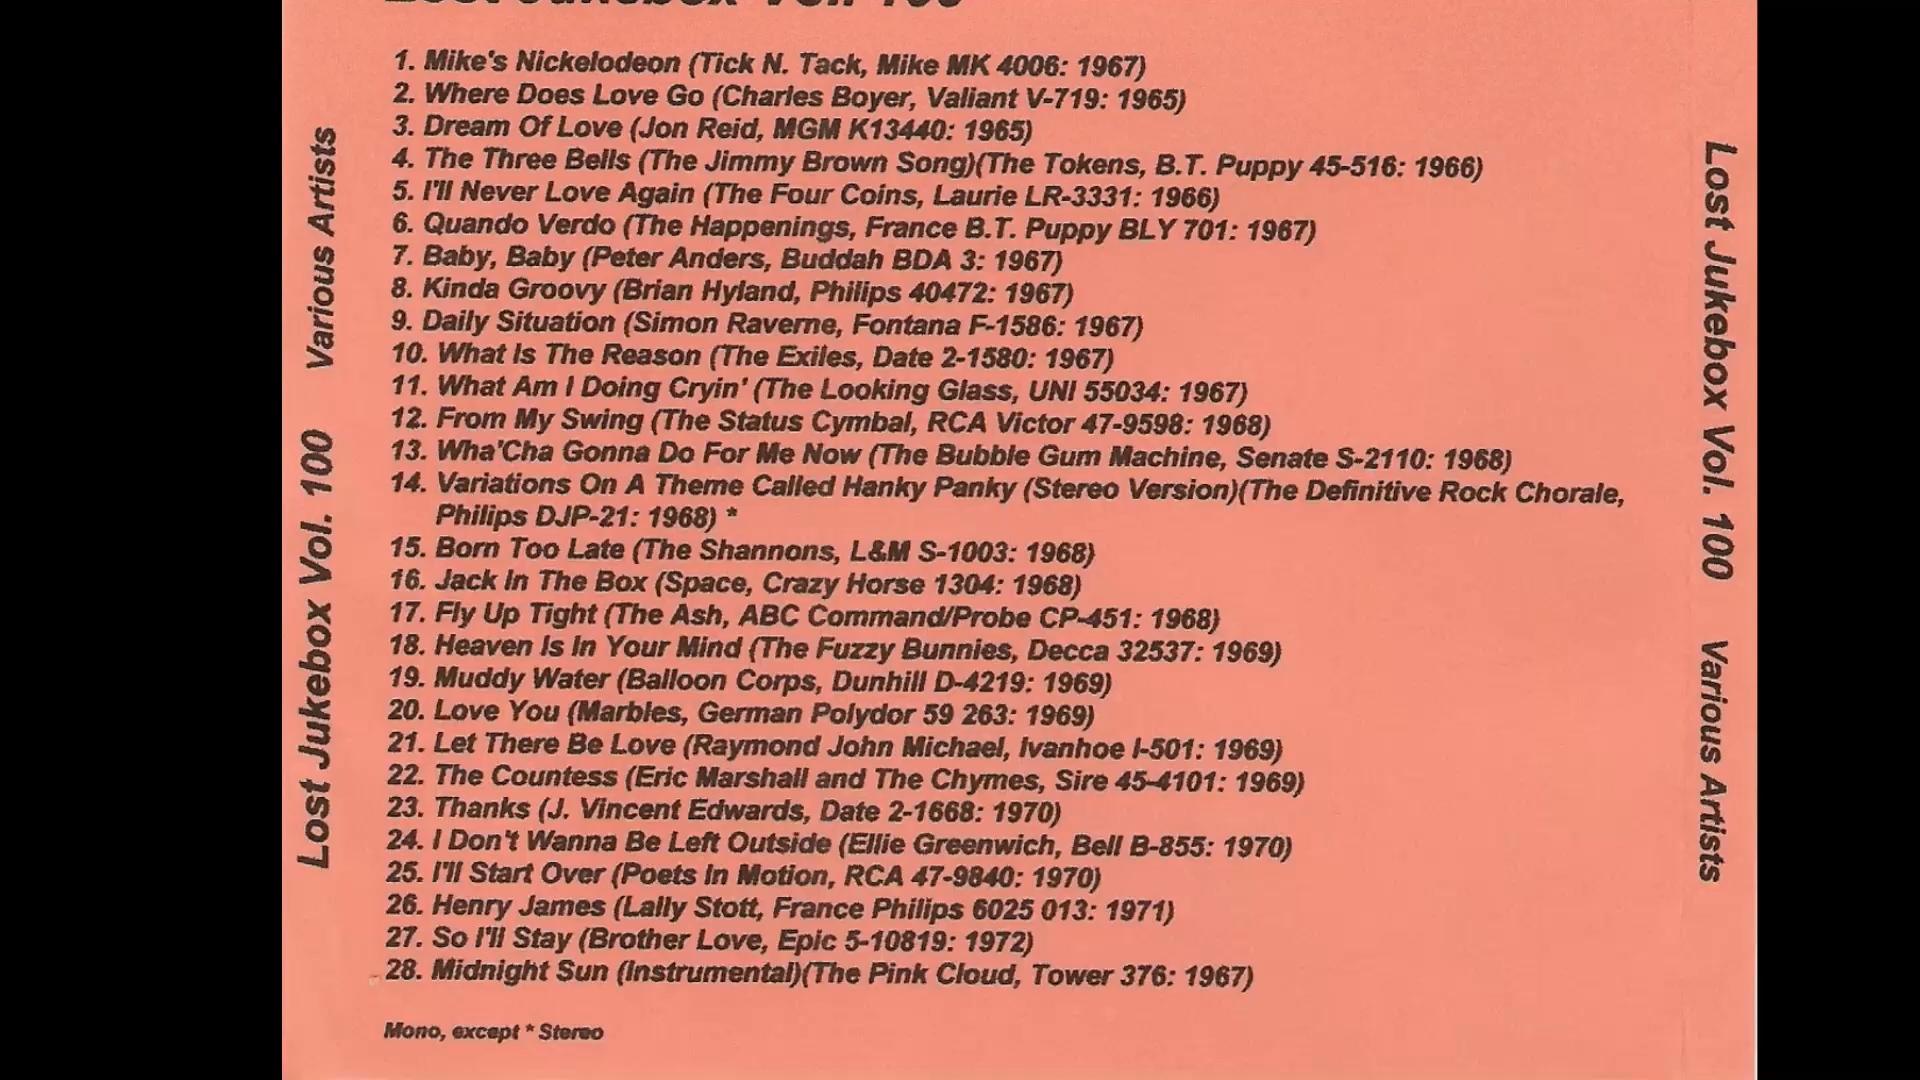 Lost Jukebox Vol. 100
1. Mike's Nickelodeon (Tick N. Tack, Mike MK 4006: 1967)
2. Where Does Love Go (Charles Boyer, Valiant V-719: 1965)
3. Dream Of Love (Jon Reid, MGM K13440: 1965)
4. The Three Bells (The Jimmy Brown Song)(The Tokens, B.T. Puppy 45-516: 1966)
5. I'll Never Love Again (The Four Coins, Laurie LR-3331: 1966)
6. Quando Verdo (The Happenings, France B.T. Puppy BLY 701: 1967)
7. Baby, Baby (Peter Anders, Buddah BDA 3: 1967)
8. Kinda Groovy (Brian Hyland, Philips 40472: 1967)
9. Daily Situation (Simon Raverne, Fontana F-1586: 1967)
10. What Is The Reason (The Exiles, Date 2-1580: 1967)
11. What Am I Doing Cryin' (The Looking Glass, UNI 55034: 1967)
12. From My Swing (The Status Cymbal, RCA Victor 47-9598: 1968)
13. Wha'Cha Gonna Do For Me Now (The Bubble Gum Machine, Senate S-2110: 1968)
14. Variations On A Theme Called Hanky Panky (Stereo Version)(The Definitive Rock Chorale,
Philips DJP-21: 1968) *
15. Born Too Late (The Shannons, L&M S-1003: 1968)
16. Jack In The Box (Space, Crazy Horse 1304: 1968)
17. Fly Up Tight (The Ash, ABC Command/Probe CP-451: 1968)
18. Heaven Is In Your Mind (The Fuzzy Bunnies, Decca 32537: 1969)
19. Muddy Water (Balloon Corps, Dunhill D-4219: 1969)
20. Love You (Marbles, German Polydor 59 263: 1969)
21. Let There Be Love (Raymond John Michael, Ivanhoe I-501: 1969)
22. The Countess (Eric Marshall and The Chymes, Sire 45-4101: 1969)
23. Thanks (J. Vincent Edwards, Date 2-1668: 1970)
24. I Don't Wanna Be Left Outside (Ellie Greenwich, Bell B-855: 1970)
25. I'll Start Over (Poets In Motion, RCA 47-9840: 1970)
26. Henry James (Lally Stott, France Philips 6025 013: 1971)
27. So I'll Stay (Brother Love, Epic 5-10819: 1972)
28. Midnight Sun (Instrumental)(The Pink Cloud, Tower 376: 1967)
Mono, except * Stereo
Lost Jukebox Vol. 100 Various Artists
Lost Jukebox Vol. 100 Various Artists